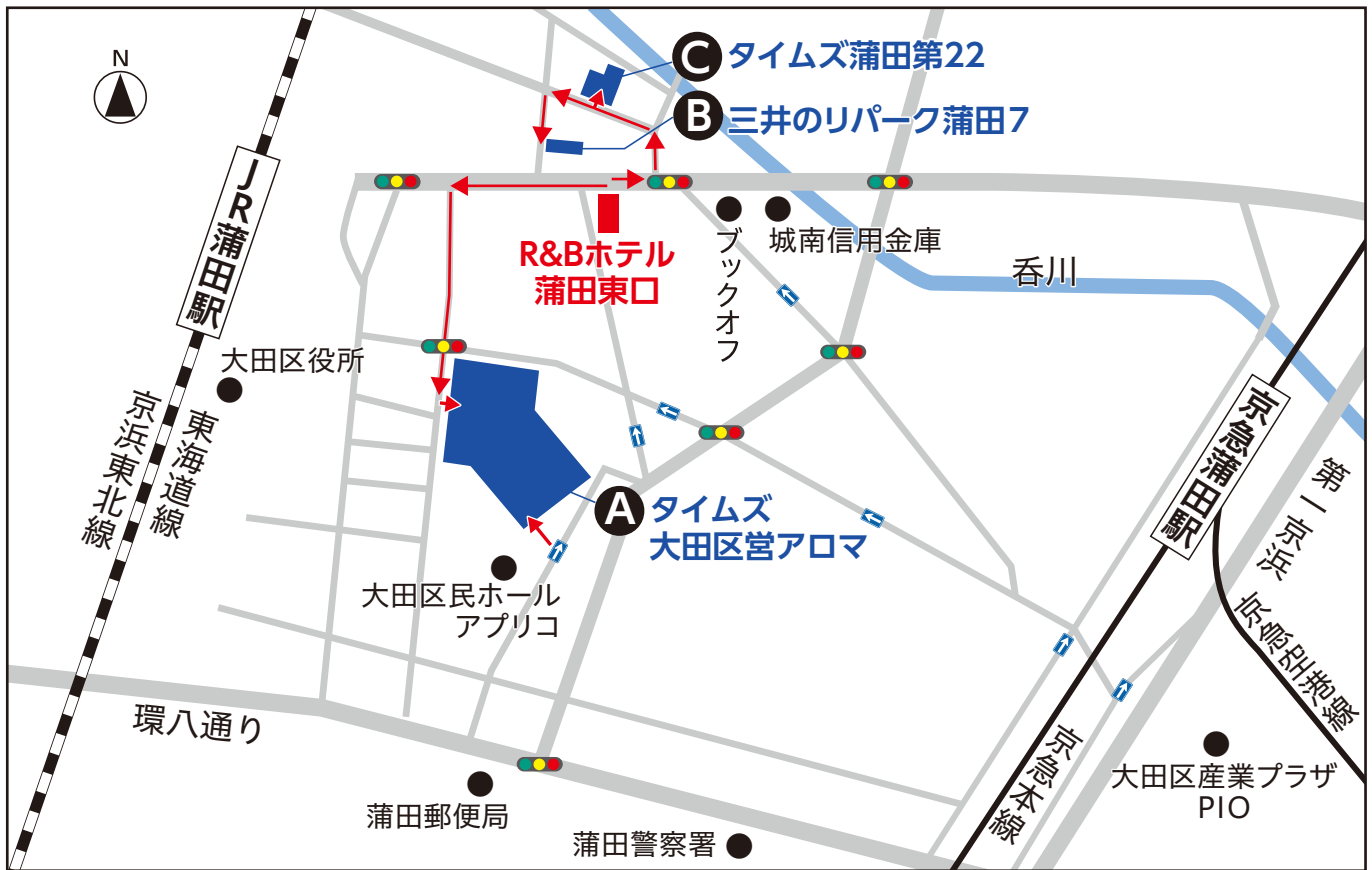 N
C タイムズ蒲田第22
B 三井のリパーク蒲田7
JR蒲田駅
R&Bホテル
蒲田東口
ブックオフ
城南信用金庫
呑川
大田区役所
東海道線
京浜東北線
京急蒲田駅
第一京浜
A タイムズ
大田区営アロマ
大田区民ホール
アプリコ
京急空港線
環八通り
京急本線
大田区産業プラザ
PIO
蒲田郵便局
蒲田警察署